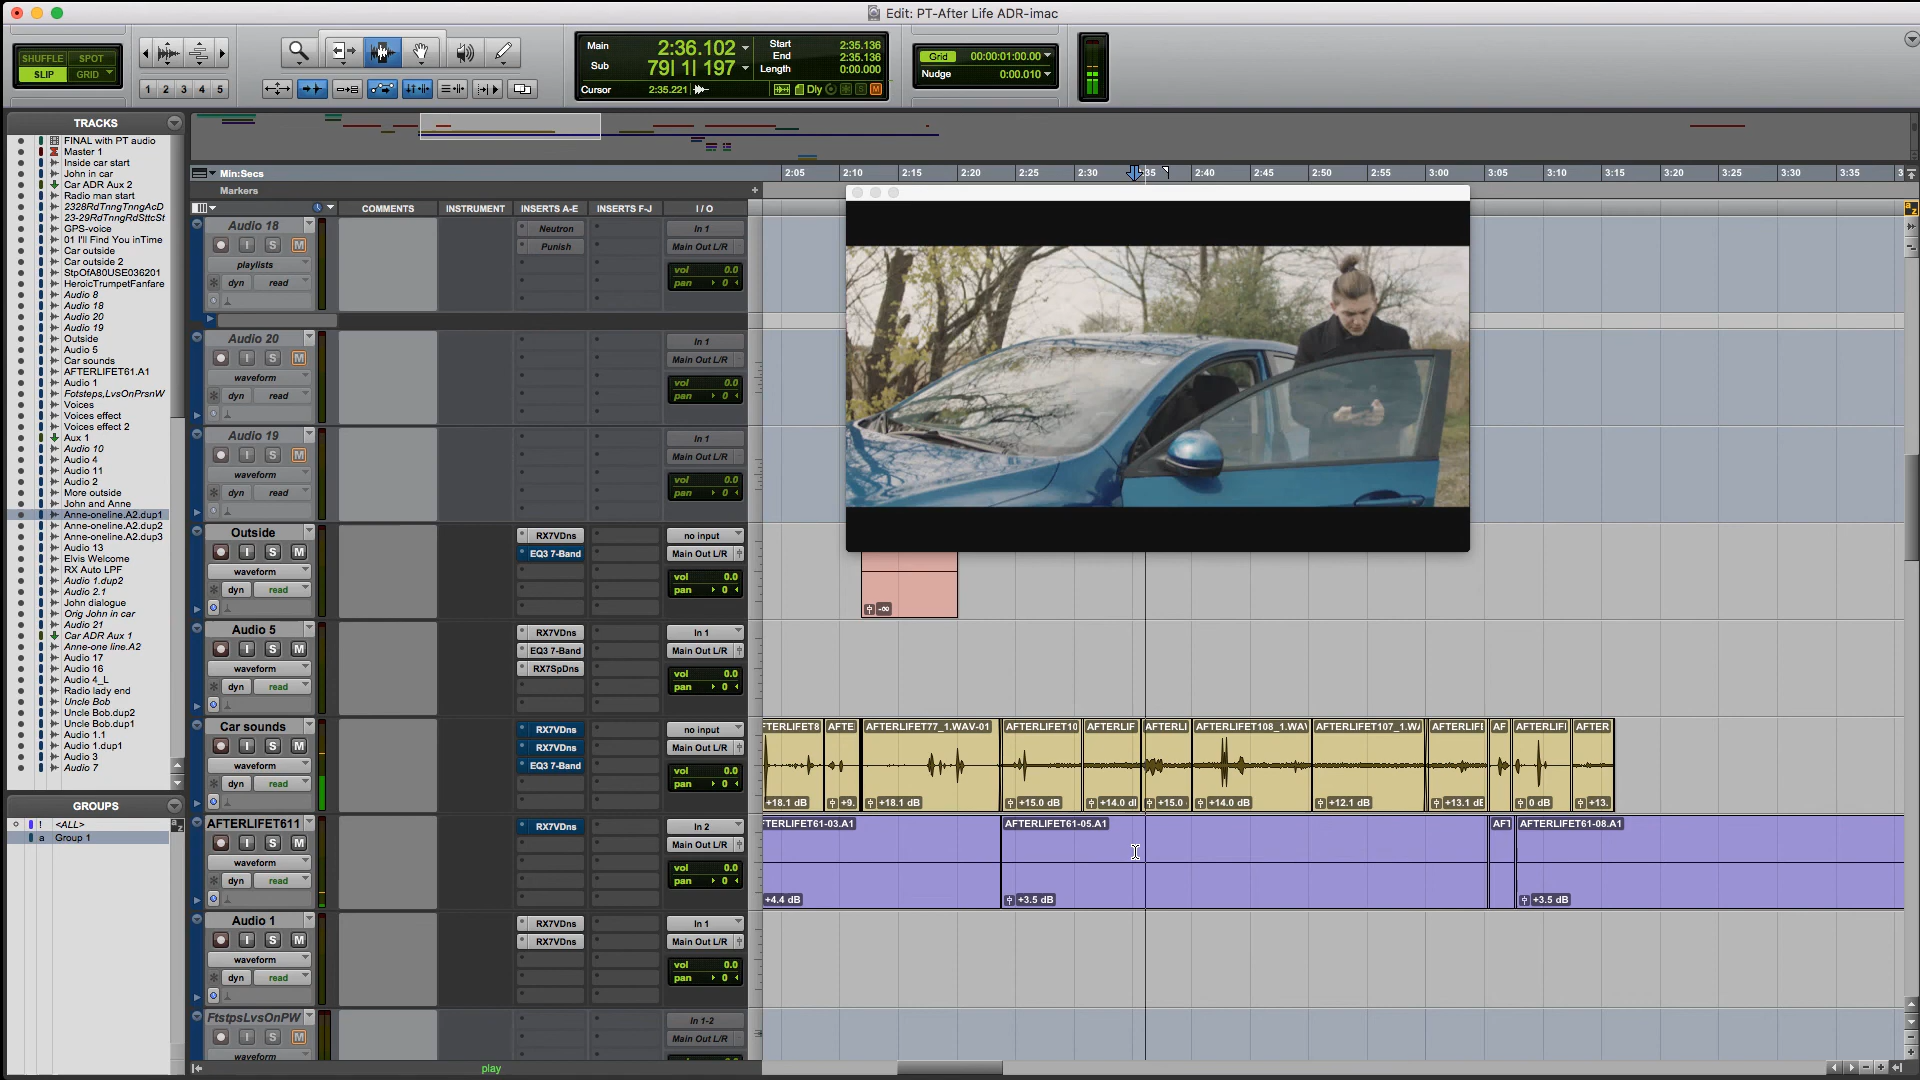 Edit: PT-After Life ADR-imac
SHUFFLE SPOT
SLIP GRID
1 2 3 4 5
Main 2:36.102
Sub 79| 1| 197
Start 2:35.136
End 2:35.136
Length 0:00.000
Cursor 2:35.221 Dly S M
Grid 00:00:01:00.00
Nudge 0:00.010
TRACKS
FINAL with PT audio
Master 1
Inside car start
John in car
Car ADR Aux 2
Radio man start
2328RdTnngTngAcD
23-29RdTnngRdSttcSt
GPS-voice
01 I'll Find You inTime
Car outside
Car outside 2
StpOfA80USE036201
HeroicTrumpetFanfare
Audio 8
Audio 18
Audio 20
Audio 19
Outside
Audio 5
Car sounds
AFTERLIFET61.A1
Audio 1
Fotsteps,LvsOnPrsnW
Voices
Voices effect
Voices effect 2
Aux 1
Audio 10
Audio 4
Audio 11
Audio 2
More outside
John and Anne
Anne-oneline.A2.dup1
Anne-oneline.A2.dup2
Anne-oneline.A2.dup3
Audio 13
Elvis Welcome
RX Auto LPF
Audio 1.dup2
Audio 2.1
John dialogue
Orig John in car
Audio 21
Car ADR Aux 1
Anne-one line.A2
Audio 17
Audio 16
Audio 4_L
Radio lady end
Uncle Bob
Uncle Bob.dup2
Uncle Bob.dup1
Audio 1.1
Audio 1.dup1
Audio 3
Audio 7
GROUPS
! <ALL>
a Group 1
Min:Secs 2:05 2:10 2:15 2:20 2:25 2:30 35 2:40 2:45 2:50 2:55 3:00 3:05 3:10 3:15 3:20 3:25 3:30 3:35 3
Markers
COMMENTS INSTRUMENT INSERTS A-E INSERTS F-J I / O
Audio 18 Neutron In 1
I S M Punish Main Out L/R
playlists vol 0.0
dyn read pan 0
Audio 20 In 1
I S M Main Out L/R
waveform vol 0.0
dyn read pan 0
Audio 19 In 1
I S M Main Out L/R
waveform vol 0.0
dyn read pan 0
Outside RX7VDns no input
I S M EQ3 7-Band Main Out L/R
waveform vol 0.0
dyn read pan 0
-∞
Audio 5 RX7VDns In 1
I S M EQ3 7-Band Main Out L/R
waveform RX7SpDns vol 0.0
dyn read pan 0
Car sounds RX7VDns no input TERLIFET8 AFTE AFTERLIFET77_1.WAV-01 AFTERLIFET10 AFTERLIF AFTERLI AFTERLIFET108_1.WAV AFTERLIFET107_1.WA AFTERLIFE AF AFTERLIFI AFTER
I S M RX7VDns Main Out L/R
waveform EQ3 7-Band vol 0.0
dyn read pan 0
+18.1 dB +9. +18.1 dB +15.0 dB +14.0 dl +15.0 +14.0 dB +12.1 dB +13.1 dE 0 dB +13.
AFTERLIFET611 RX7VDns In 2 TERLIFET61-03.A1 AFTERLIFET61-05.A1 AFT AFTERLIFET61-08.A1
I S M Main Out L/R
waveform vol 0.0
dyn read pan 0
+4.4 dB +3.5 dB +3.5 dB
Audio 1 RX7VDns In 1
I S M RX7VDns Main Out L/R
waveform vol 0.0
dyn read pan 0
FtstpsLvsOnPW In 1-2
I S M Main Out L/R
waveform
play